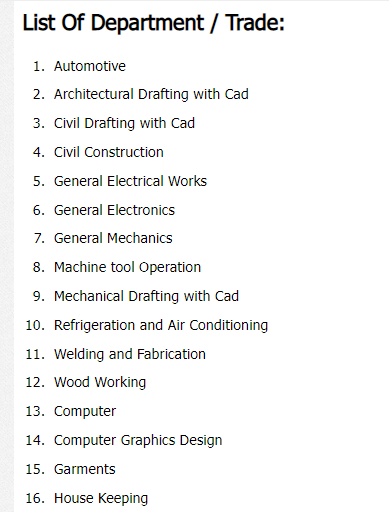 List Of Department / Trade:
1. Automotive
2. Architectural Drafting with Cad
3. Civil Drafting with Cad
4. Civil Construction
5. General Electrical Works
6. General Electronics
7. General Mechanics
8. Machine tool Operation
9. Mechanical Drafting with Cad
10. Refrigeration and Air Conditioning
11. Welding and Fabrication
12. Wood Working
13. Computer
14. Computer Graphics Design
15. Garments
16. House Keeping